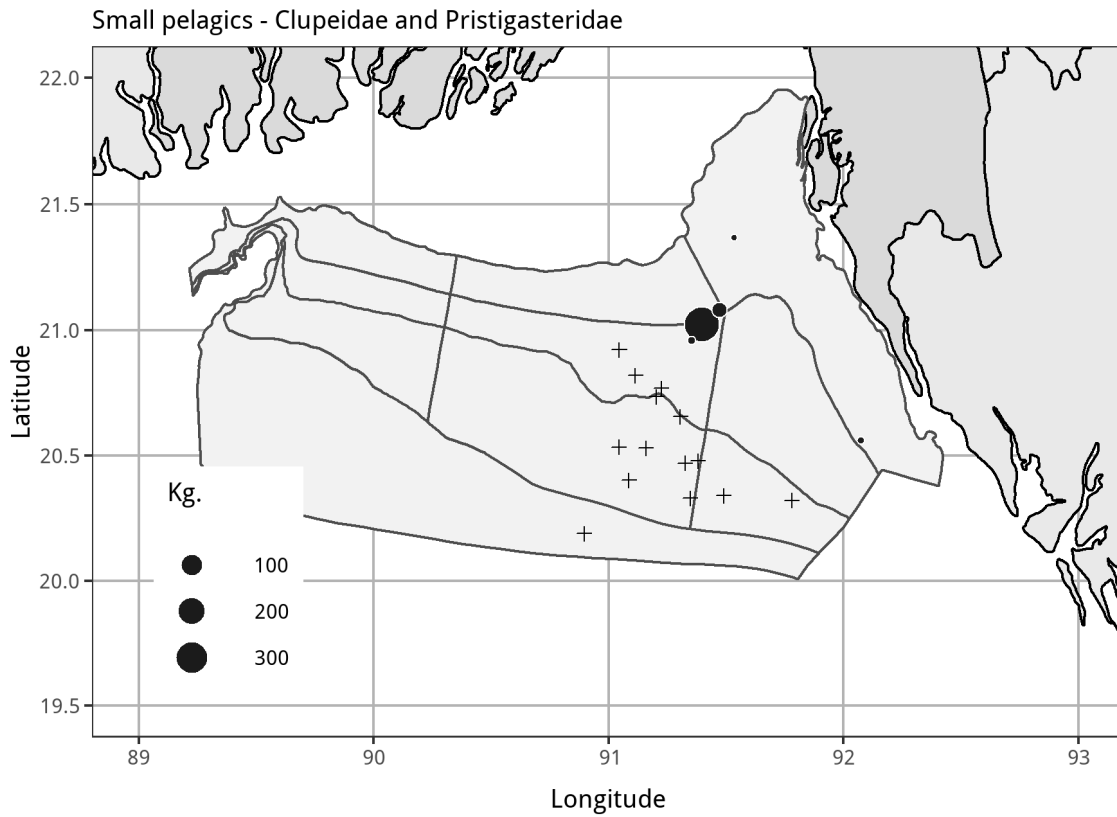 Small pelagics - Clupeidae and Pristigasteridae
22.0
21.5
21.0
20.5
20.0
19.5
Latitude
Kg.
100
200
300
89 90 91 92 93
Longitude